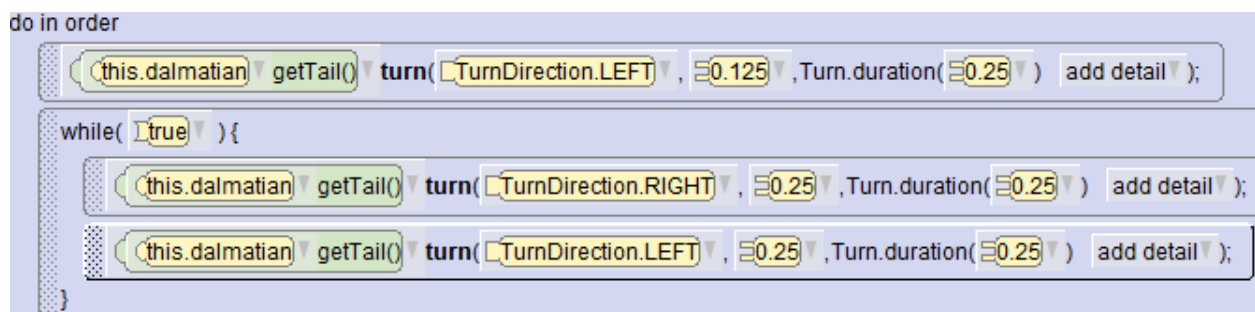 do in order
this.dalmatian getTail() turn( TurnDirection.LEFT , 0.125 ,Turn.duration( 0.25 ) add detail );
while( true ) {
this.dalmatian getTail() turn( TurnDirection.RIGHT , 0.25 ,Turn.duration( 0.25 ) add detail );
this.dalmatian getTail() turn( TurnDirection.LEFT , 0.25 ,Turn.duration( 0.25 ) add detail );
}